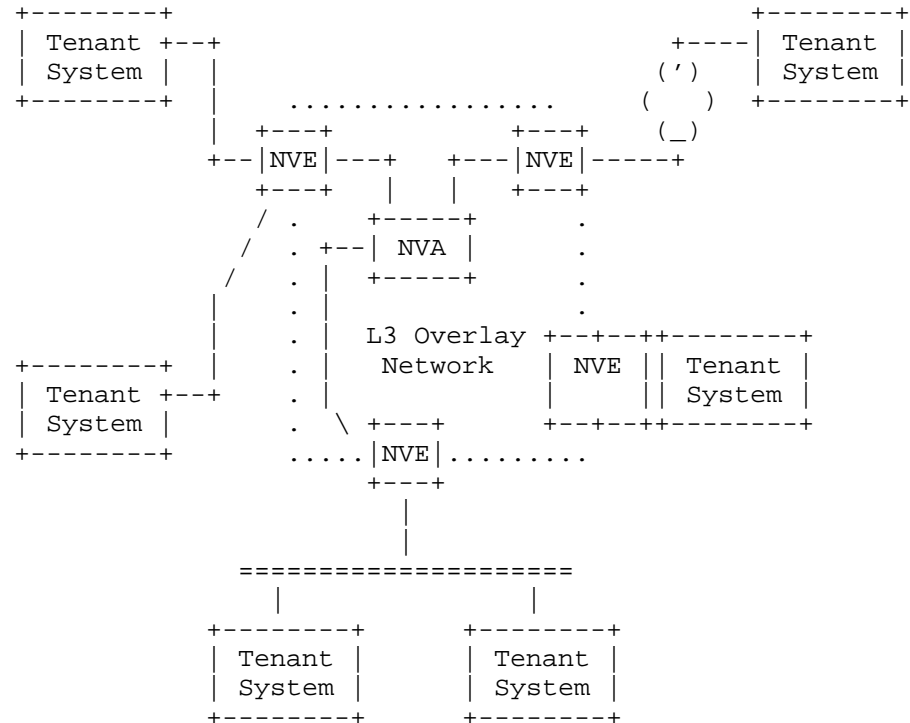 Tenant Tenant
System System
NVE NVE
NVA
L3 Overlay
Network NVE Tenant
Tenant System
System
NVE
Tenant Tenant
System System